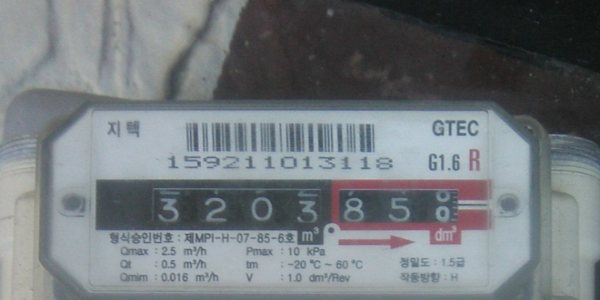 지텍 GTEC
159211013118
G1.6 R
3 2 0 3 8 5 0
m³ dm³
형식승인번호 : 제MPI-H-07-85-6호
Qmax : 2.5 m³/h Pmax : 10 kPa
Qt : 0.5 m³/h tm : -20 °C ~ 60 °C 정밀도 : 1.5급
Qmim : 0.016 m³/h V : 1.0 dm³/Rev 작동방향 : H